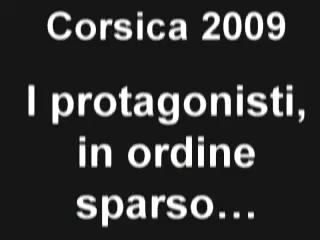 Corsica 2009
I protagonisti,
in ordine
sparso…